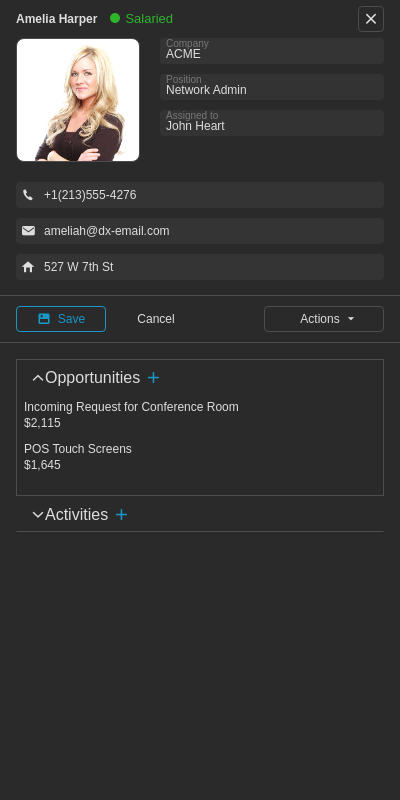 Amelia Harper Salaried
Company
ACME
Position
Network Admin
Assigned to
John Heart
+1(213)555-4276
ameliah@dx-email.com
527 W 7th St
Save Cancel Actions
Opportunities
Incoming Request for Conference Room
$2,115
POS Touch Screens
$1,645
Activities